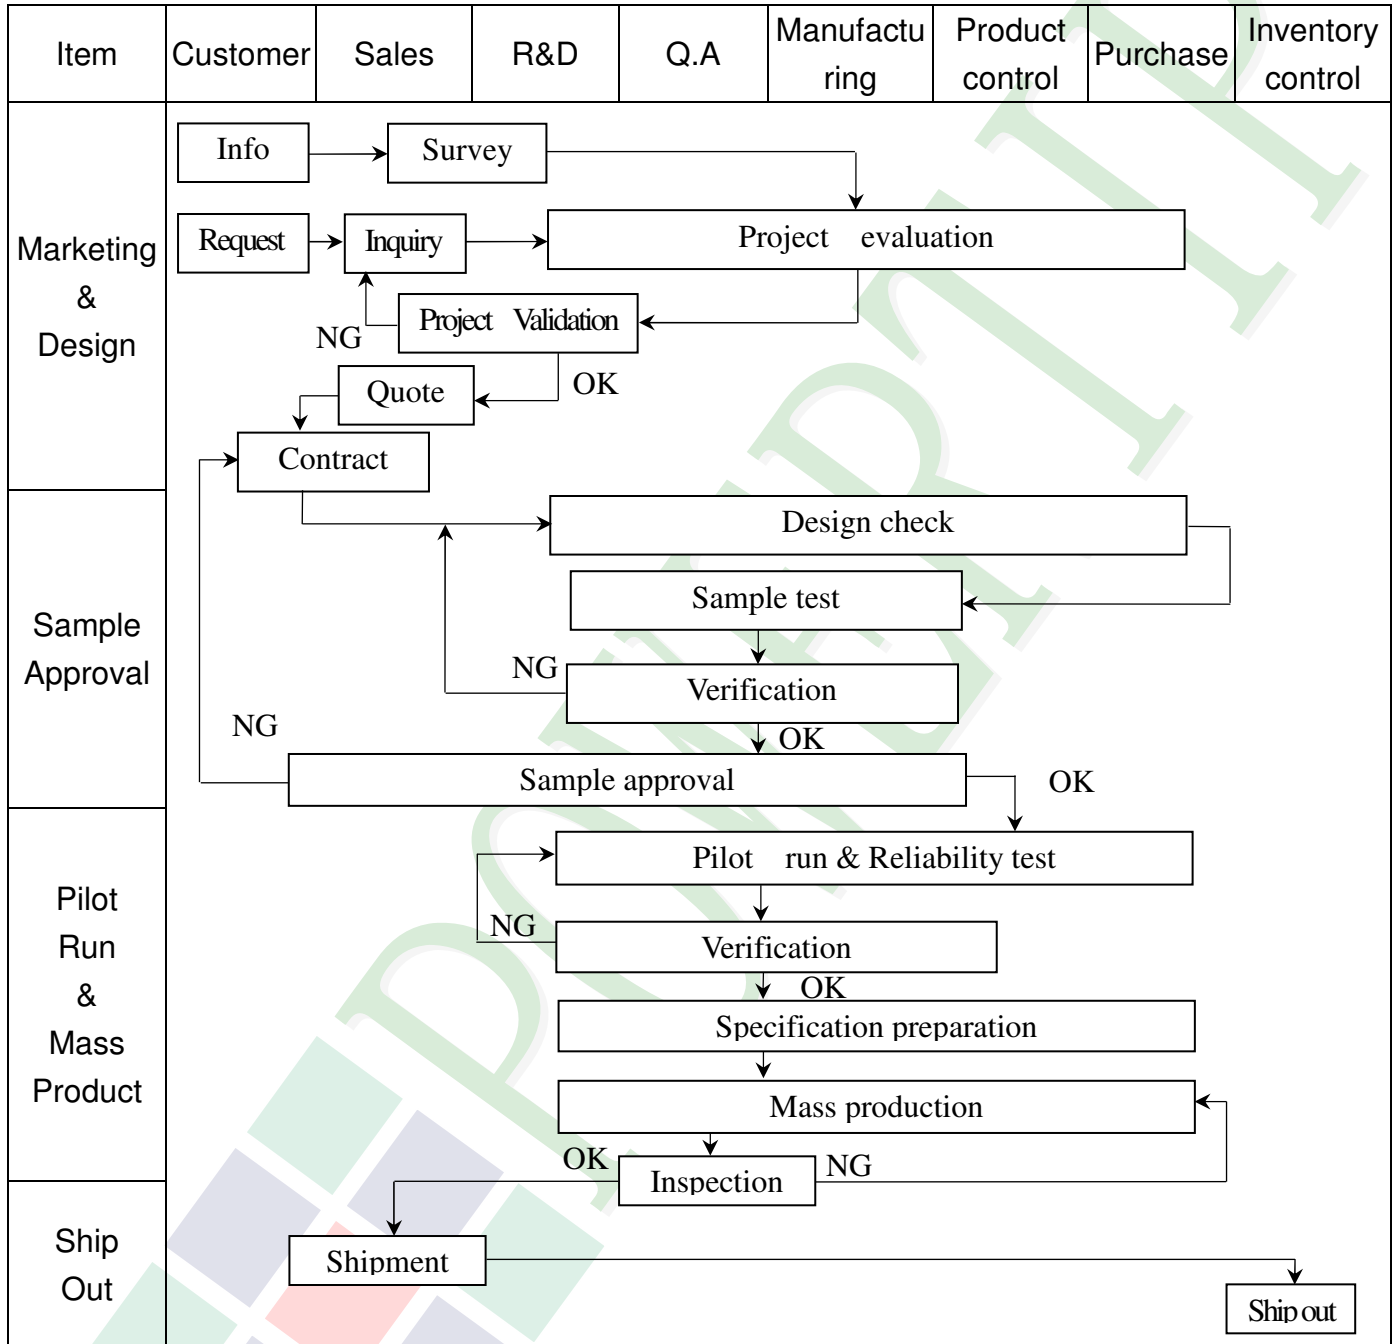 Item
Customer
Sales
R&D
Q.A
Manufactu
ring
Product
control
Purchase
Inventory
control
Marketing
&
Design
Info
Survey
Request
Inquiry
Project evaluation
NG
Project Validation
Quote
OK
Contract
Sample
Approval
Design check
Sample test
NG
Verification
NG
OK
Sample approval
OK
Pilot
Run
&
Mass
Product
Pilot run & Reliability test
NG
Verification
OK
Specification preparation
Mass production
OK
Inspection
NG
Ship
Out
Shipment
Ship out
POWERTIP